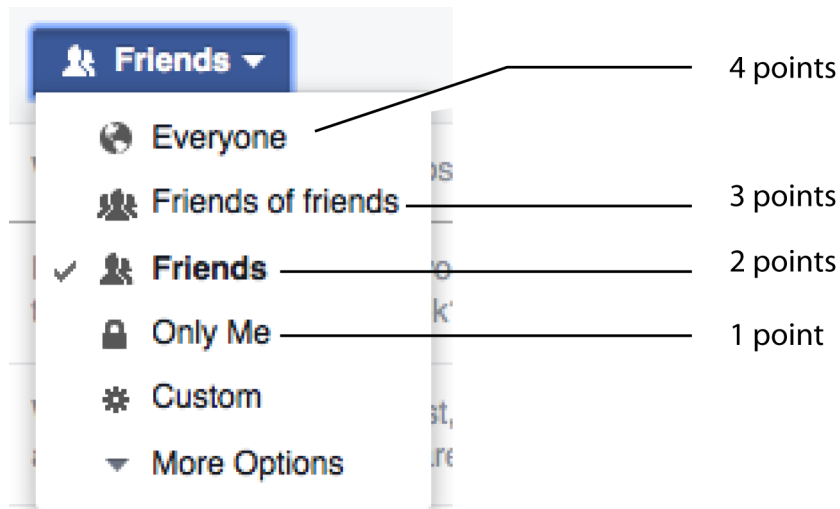 Friends
Everyone
4 points
Friends of friends
3 points
Friends
2 points
Only Me
1 point
Custom
More Options